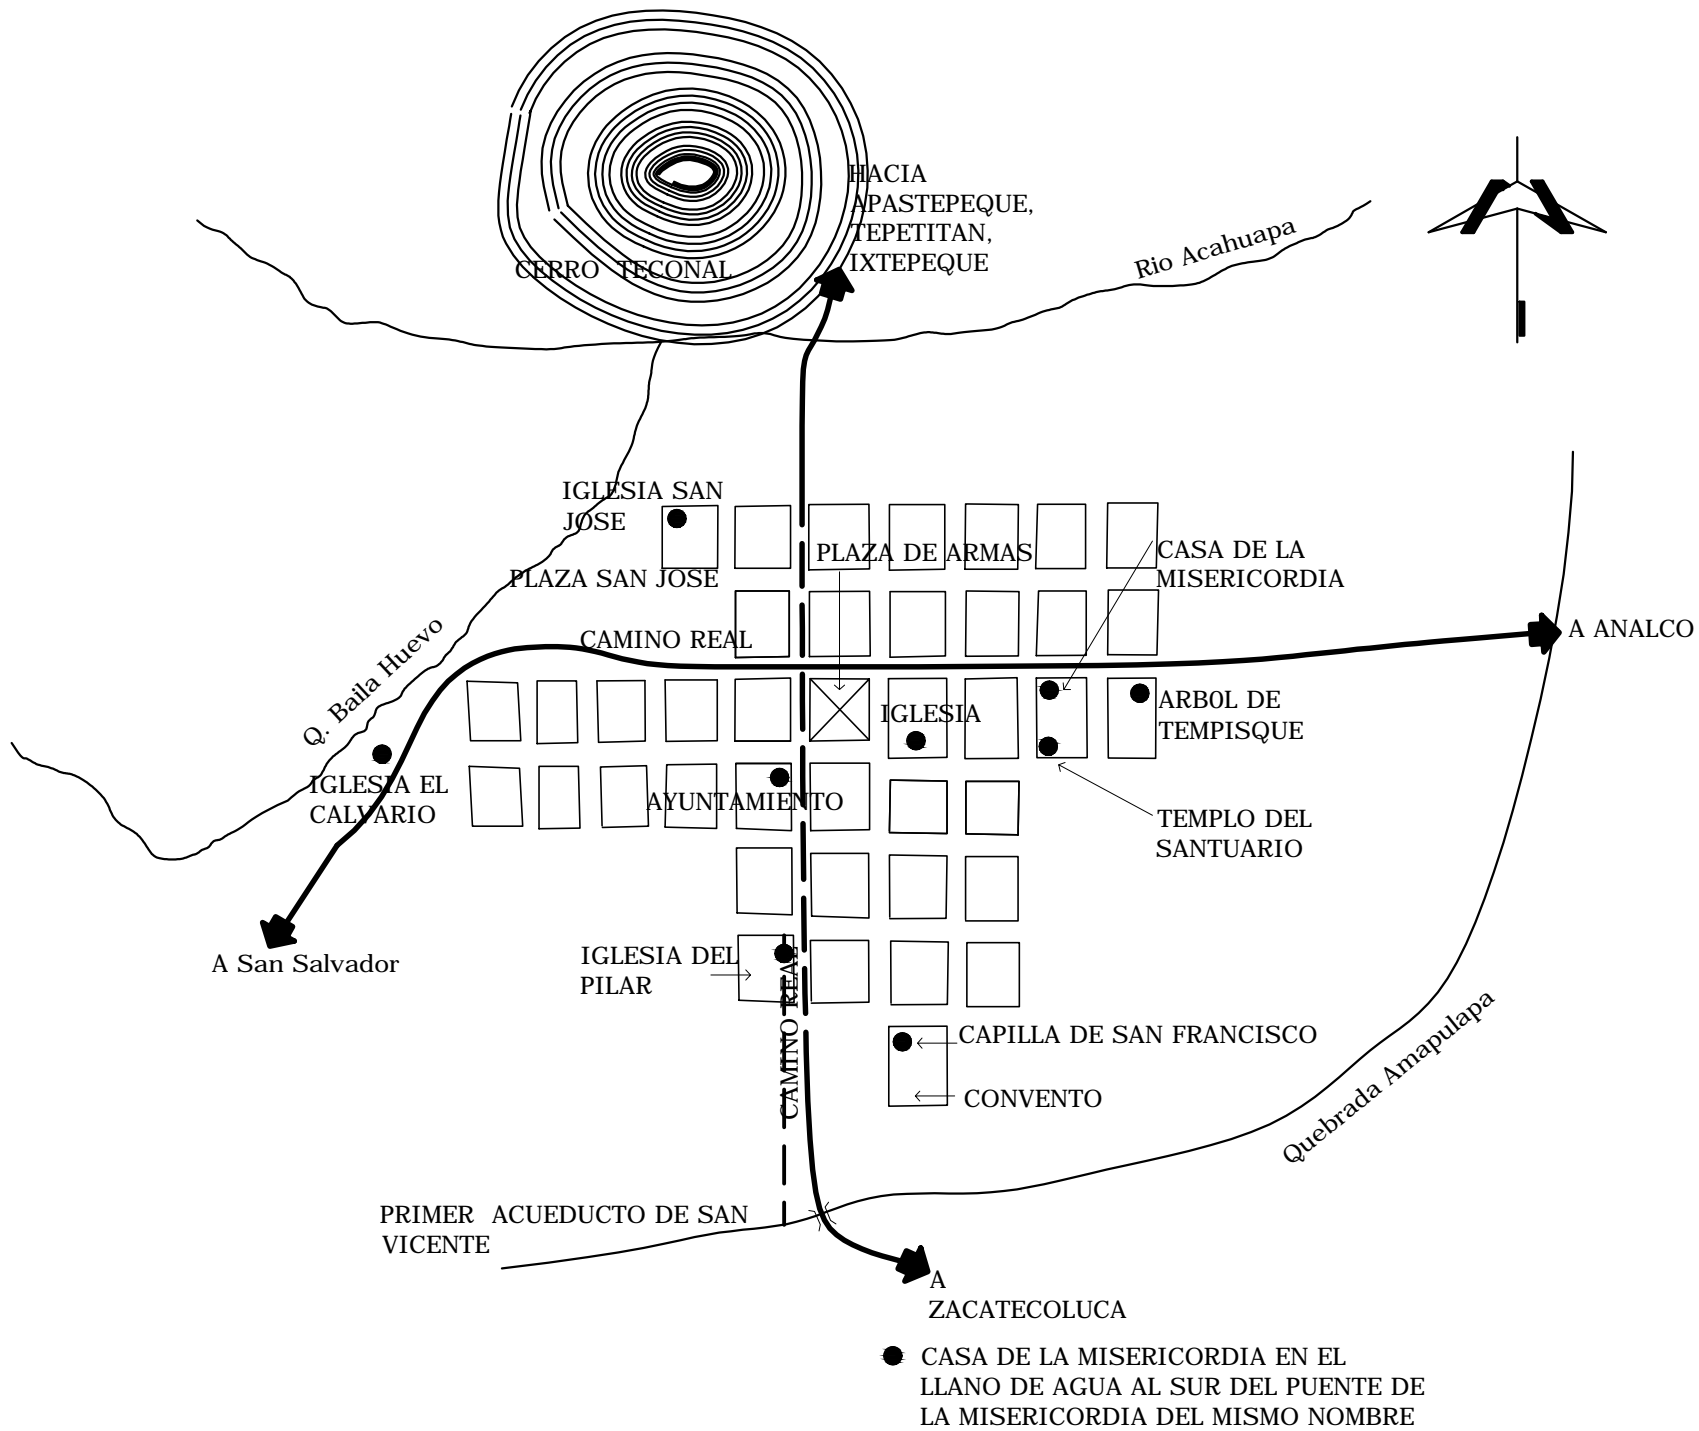 HACIA
APASTEPEQUE,
TEPETITAN,
IXTEPEQUE
CERRO TECONAL
Rio Acahuapa
IGLESIA SAN
JOSE
PLAZA DE ARMAS
CASA DE LA
MISERICORDIA
PLAZA SAN JOSE
CAMINO REAL
A ANALCO
Q. Baila Huevo
IGLESIA
ARBOL DE
TEMPISQUE
IGLESIA EL
CALVARIO
AYUNTAMIENTO
TEMPLO DEL
SANTUARIO
A San Salvador
IGLESIA DEL
PILAR
CAMINO REAL
CAPILLA DE SAN FRANCISCO
CONVENTO
Quebrada Amapulapa
PRIMER ACUEDUCTO DE SAN
VICENTE
A
ZACATECOLUCA
CASA DE LA MISERICORDIA EN EL
LLANO DE AGUA AL SUR DEL PUENTE DE
LA MISERICORDIA DEL MISMO NOMBRE